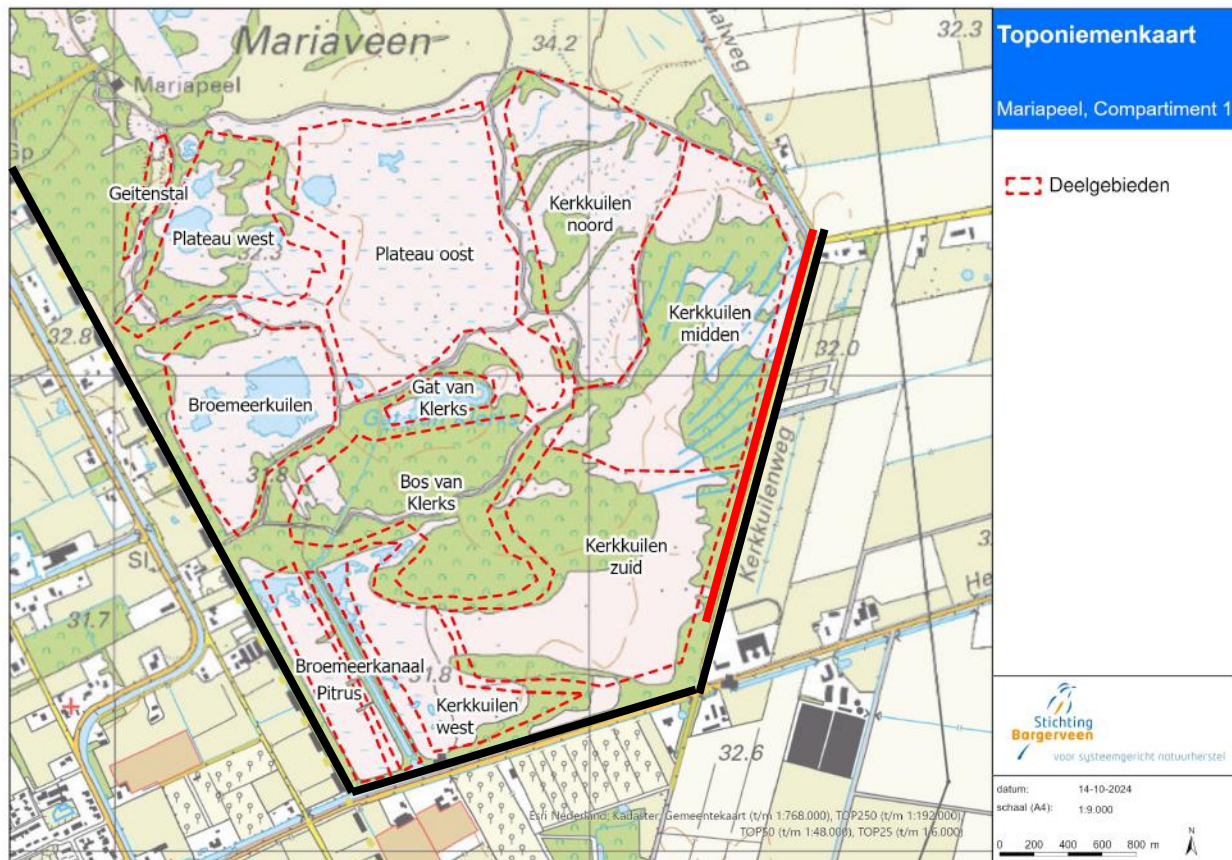 Mariaveen
34.2
32.3
Toponiemenkaart
Mariapeel
Mariapeel, Compartiment 1
Deelgebieden
Geitenstal
Kerkkuilen
noord
Plateau west
32.3
Plateau oost
Kerkkuilen
midden
32.8
32.0
Gat van
Klerks
Broemeerkuilen
31.8
Bos van
Klerks
Kerkkuilenweg
Kerkkuilen
zuid
31.7
Broemeerkanaal
Pitrus
31.8
Kerkkuilen
west
32.6
Stichting
Bargerveen
voor systeemgericht natuurherstel
datum: 14-10-2024
schaal (A4): 1:9.000
Esri Nederland, Kadaster, Gemeentekaart (t/m 1:768.000), TOP250 (t/m 1:192.000),
TOP50 (t/m 1:48.000), TOP25 (t/m 1:6.000)
0 200 400 600 800 m
N